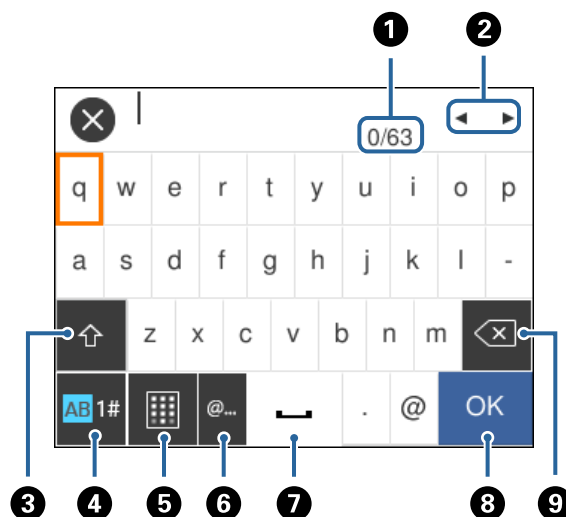 1 2
0/63
q w e r t y u i o p
a s d f g h j k l -
z x c v b n m
AB 1# @... . @ OK
3 4 5 6 7 8 9